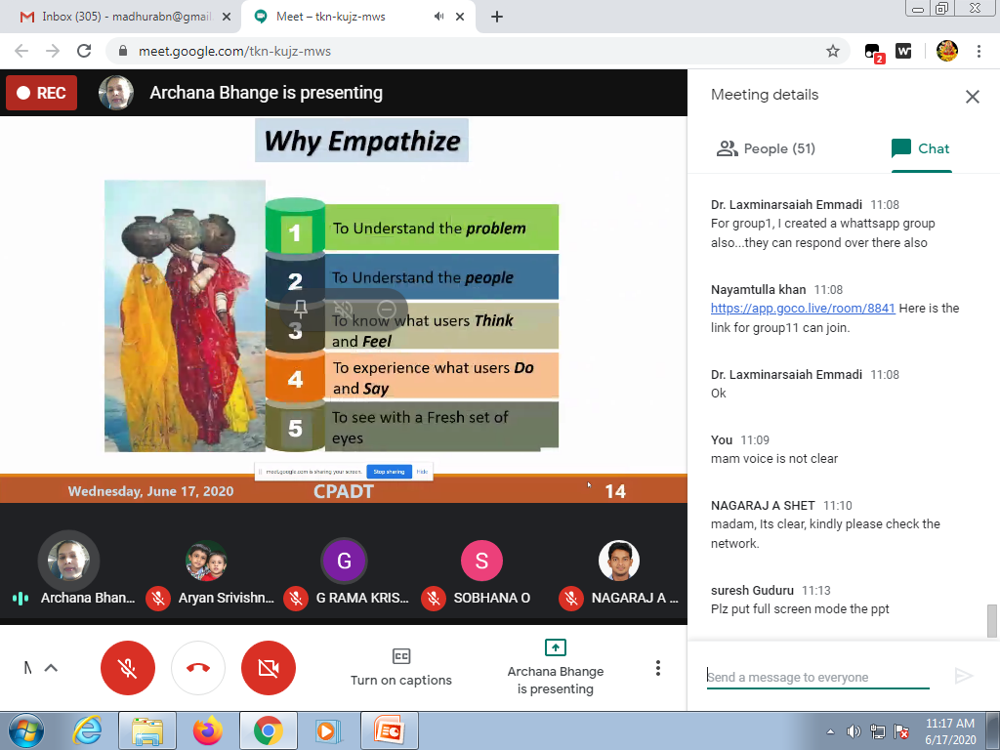 Inbox (305) - madhurabn@gmail.
Meet – tkn-kujz-mws
meet.google.com/tkn-kujz-mws
2
W
REC
Archana Bhange is presenting
Why Empathize
1
To Understand the problem
2
To Understand the people
3
To know what users Think
and Feel
4
To experience what users Do
and Say
5
To see with a Fresh set of
eyes
meet.google.com is sharing your screen.
Stop sharing
Hide
Wednesday, June 17, 2020
CPADT
14
G
S
Archana Bhan...
Aryan Srivishn...
G RAMA KRIS...
SOBHANA O
NAGARAJ A ...
CC
Turn on captions
Archana Bhange
is presenting
Meeting details
People (51)
Chat
Dr. Laxminarsaiah Emmadi 11:08
For group1, I created a whattsapp group
also...they can respond over there also
Nayamtulla khan 11:08
https://app.goco.live/room/8841 Here is the
link for group11 can join.
Dr. Laxminarsaiah Emmadi 11:08
Ok
You 11:09
mam voice is not clear
NAGARAJ A SHET 11:10
madam, Its clear, kindly please check the
network.
suresh Guduru 11:13
Plz put full screen mode the ppt
Send a message to everyone
11:17 AM
6/17/2020